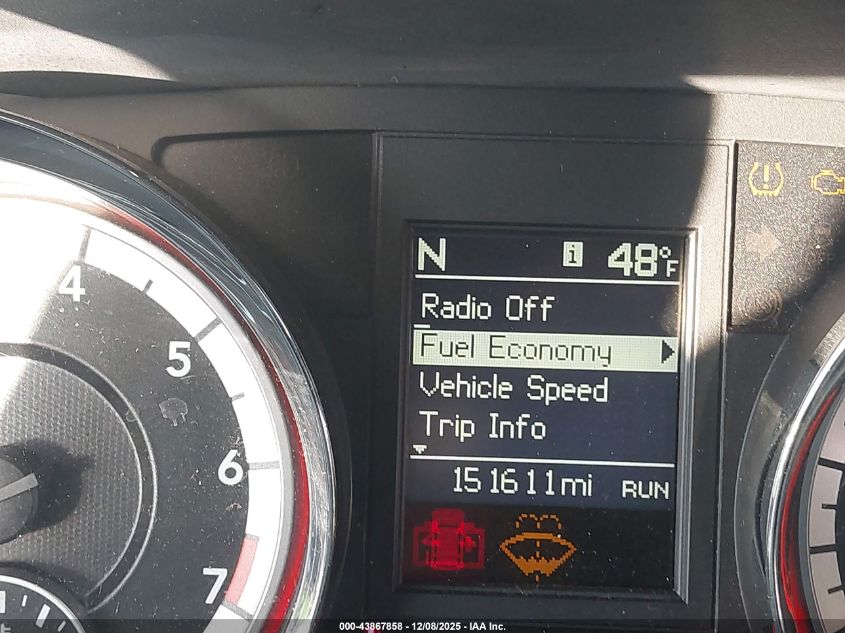 N i 48°F
Radio Off
Fuel Economy
Vehicle Speed
Trip Info
151611mi RUN
4
5
6
7
000-43867858 - 12/08/2025 - IAA Inc.